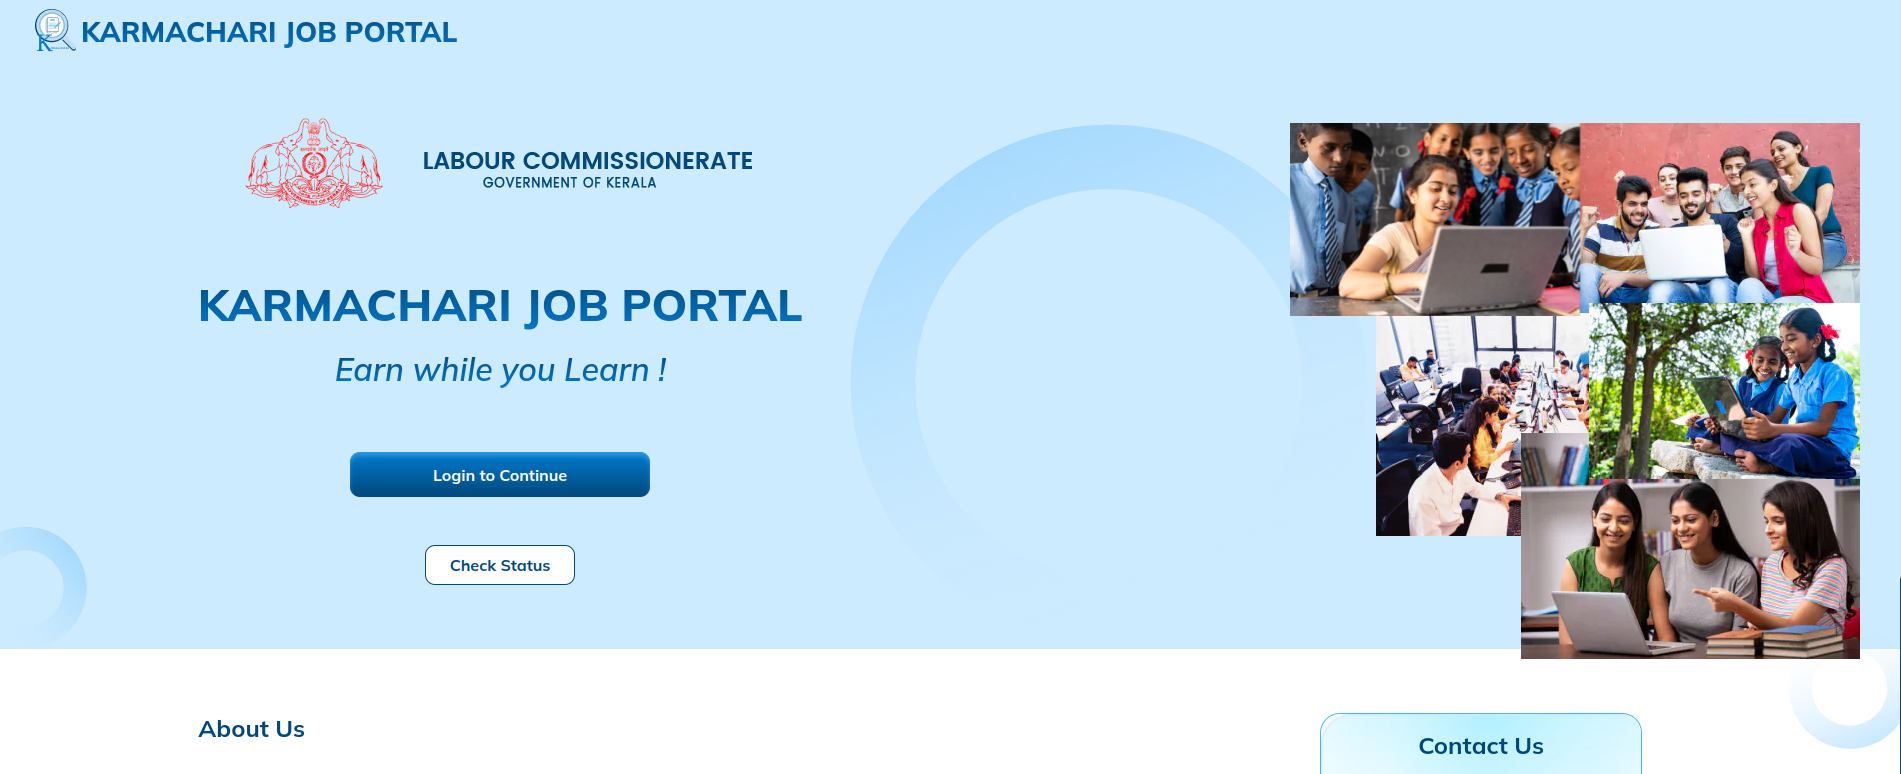 KARMACHARI JOB PORTAL
LABOUR COMMISSIONERATE
GOVERNMENT OF KERALA
KARMACHARI JOB PORTAL
Earn while you Learn !
Login to Continue
Check Status
About Us
Contact Us